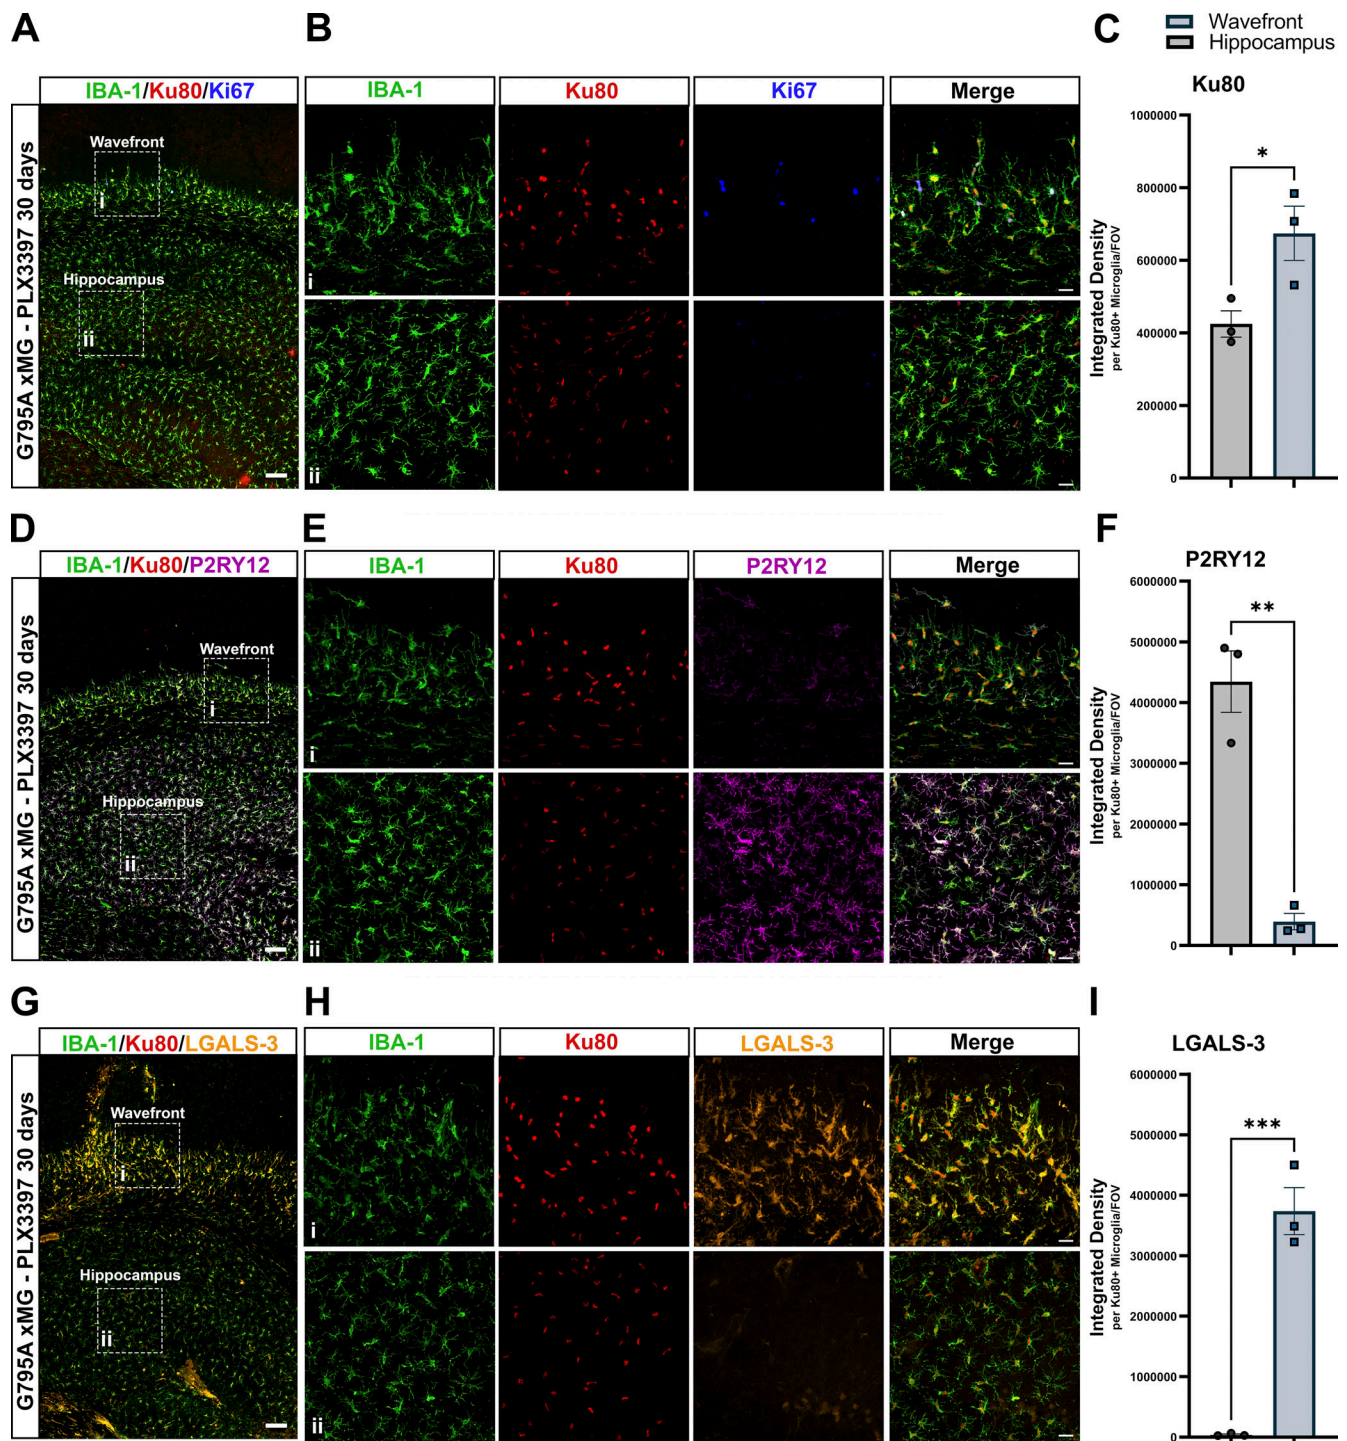 A
B
C
Wavefront
Hippocampus
G795A xMG - PLX3397 30 days
IBA-1/Ku80/Ki67
Wavefront
i
Hippocampus
ii
IBA-1
Ku80
Ki67
Merge
i
ii
Ku80
*
Integrated Density
per Ku80+ Microglia/FOV
1000000
800000
600000
400000
200000
0
D
E
F
G795A xMG - PLX3397 30 days
IBA-1/Ku80/P2RY12
Wavefront
i
Hippocampus
ii
IBA-1
Ku80
P2RY12
Merge
i
ii
P2RY12
**
Integrated Density
per Ku80+ Microglia/FOV
6000000
5000000
4000000
3000000
2000000
1000000
0
G
H
I
G795A xMG - PLX3397 30 days
IBA-1/Ku80/LGALS-3
Wavefront
i
Hippocampus
ii
IBA-1
Ku80
LGALS-3
Merge
i
ii
LGALS-3
***
Integrated Density
per Ku80+ Microglia/FOV
6000000
5000000
4000000
3000000
2000000
1000000
0